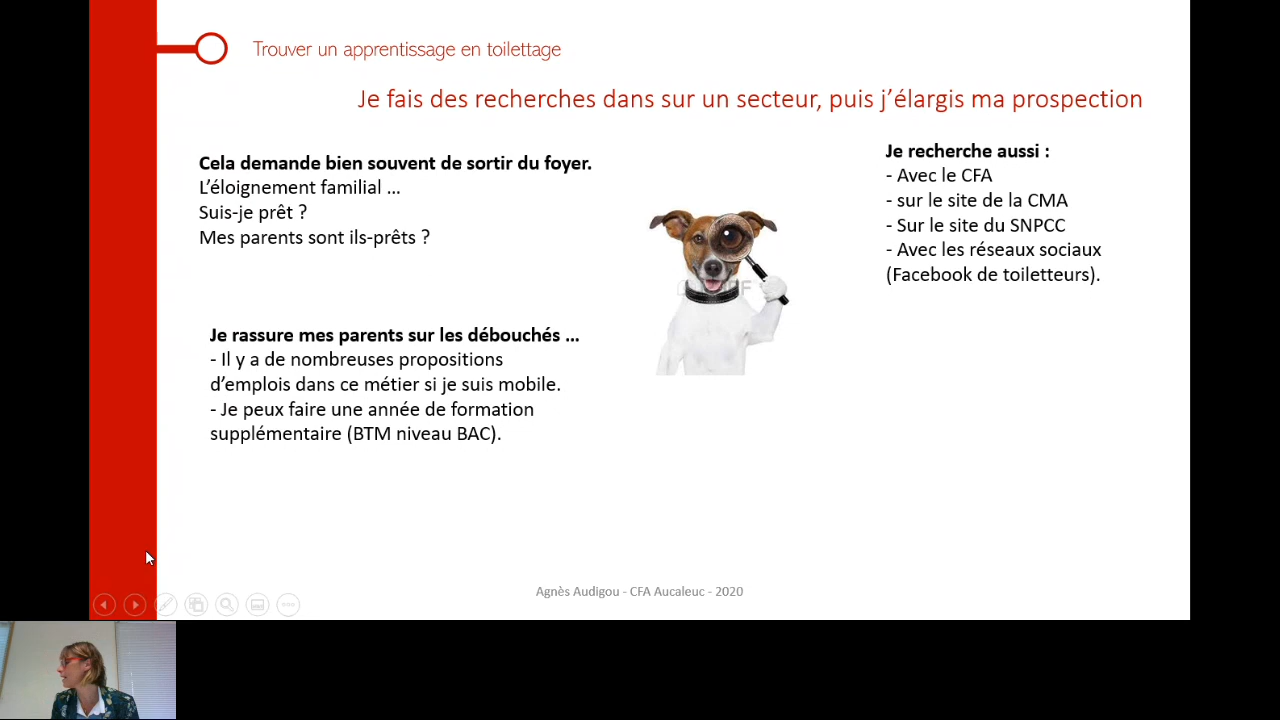 Trouver un apprentissage en toilettage
Je fais des recherches dans sur un secteur, puis j’élargis ma prospection
Cela demande bien souvent de sortir du foyer.
L’éloignement familial ...
Suis-je prêt ?
Mes parents sont ils-prêts ?
Je rassure mes parents sur les débouchés ...
- Il y a de nombreuses propositions
d’emplois dans ce métier si je suis mobile.
- Je peux faire une année de formation
supplémentaire (BTM niveau BAC).
Je recherche aussi :
- Avec le CFA
- sur le site de la CMA
- Sur le site du SNPCC
- Avec les réseaux sociaux
(Facebook de toiletteurs).
Agnès Audigou - CFA Aucaleuc - 2020